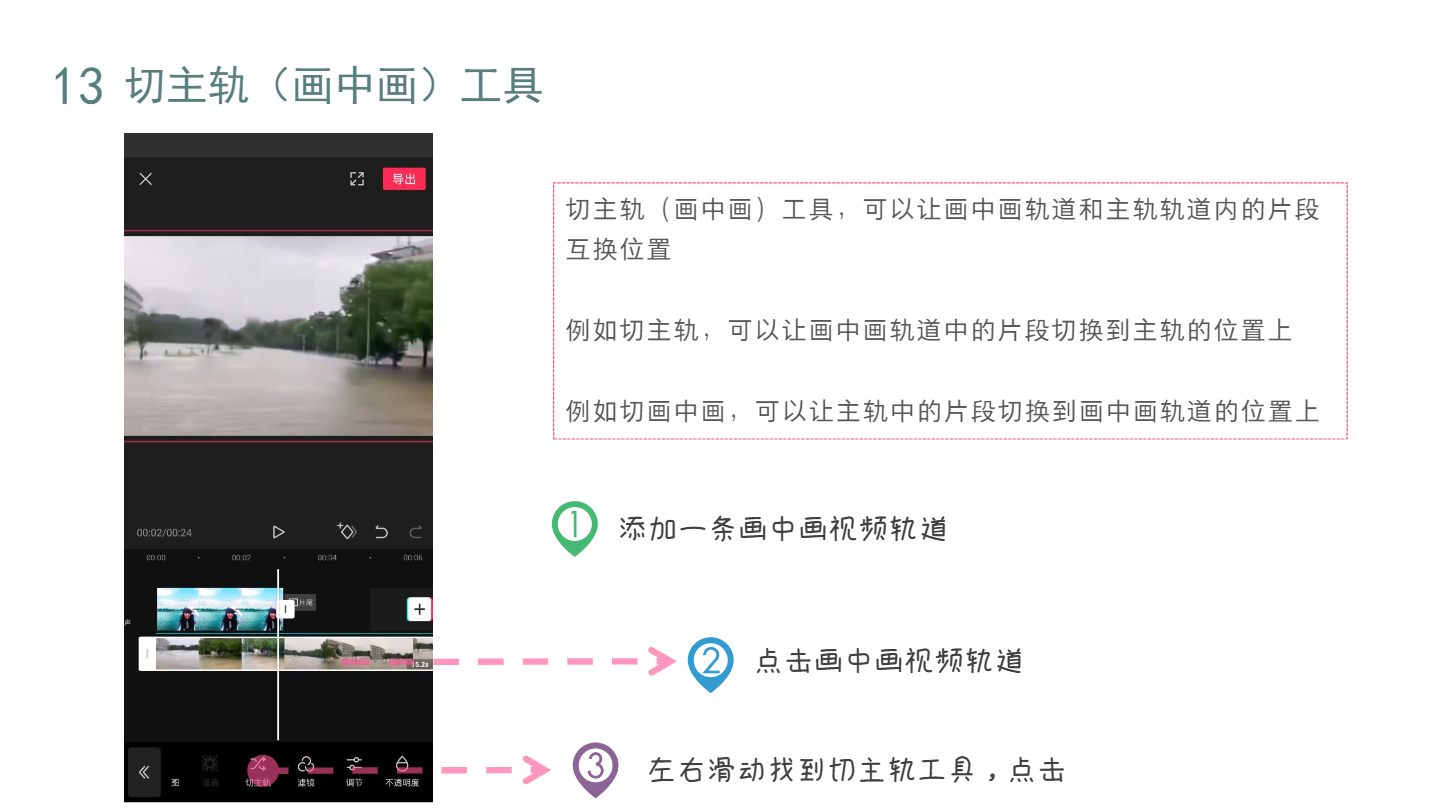 13 切主轨（画中画）工具
导出
切主轨（画中画）工具，可以让画中画轨道和主轨轨道内的片段
互换位置
例如切主轨，可以让画中画轨道中的片段切换到主轨的位置上
例如切画中画，可以让主轨中的片段切换到画中画轨道的位置上
00:02/00:24
00:00
00:02
00:04
00:06
1 添加一条画中画视频轨道
片尾
声
15.2s
2 点击画中画视频轨道
3 左右滑动找到切主轨工具，点击
图
切主轨
滤镜
调节
不透明度